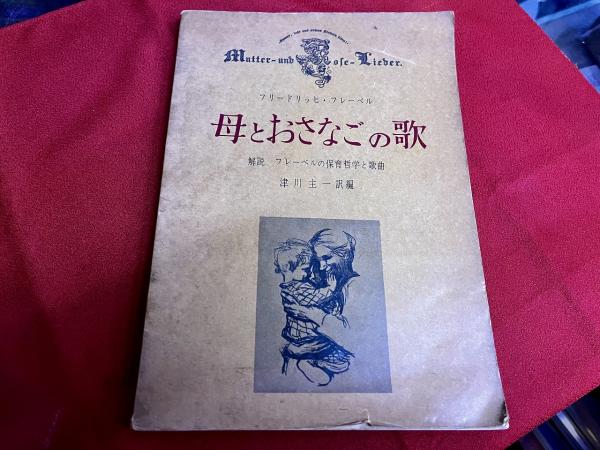 Mutter- und Kose-Lieder.
フリードリッヒ・フレーベル
母とおさなごの歌
解説 フレーベルの保育哲学と歌曲
津川主一訳編